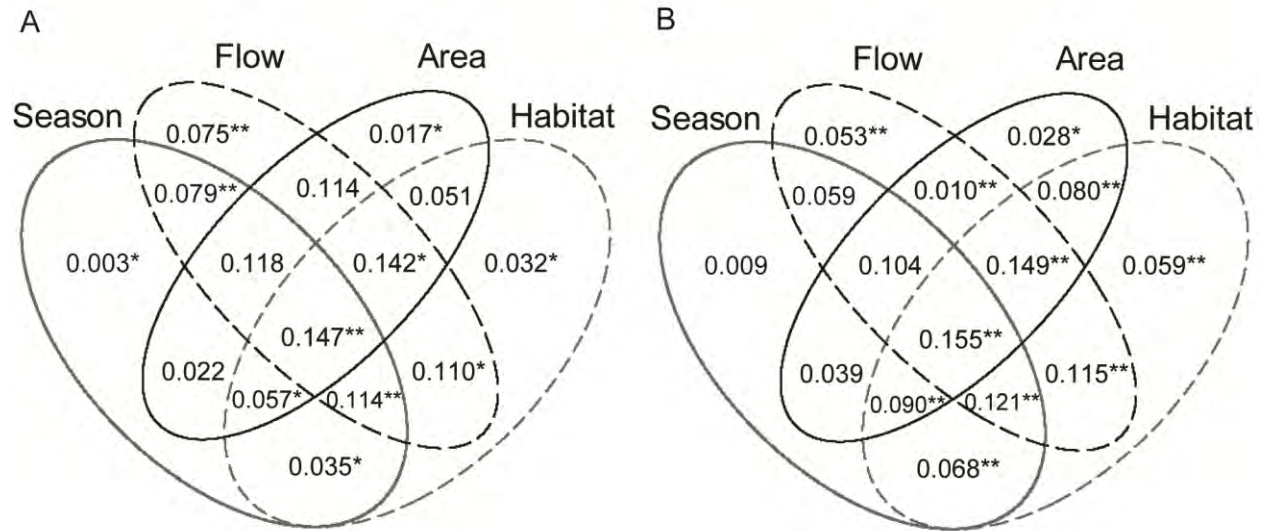 A
B
Flow Area
Flow Area
Season Habitat
Season Habitat
0.075** 0.017*
0.079** 0.114 0.051
0.003* 0.118 0.142* 0.032*
0.147**
0.022 0.110*
0.057* 0.114**
0.035*
0.053** 0.028*
0.059 0.010** 0.080**
0.009 0.104 0.149** 0.059**
0.155**
0.039 0.115**
0.090** 0.121**
0.068**